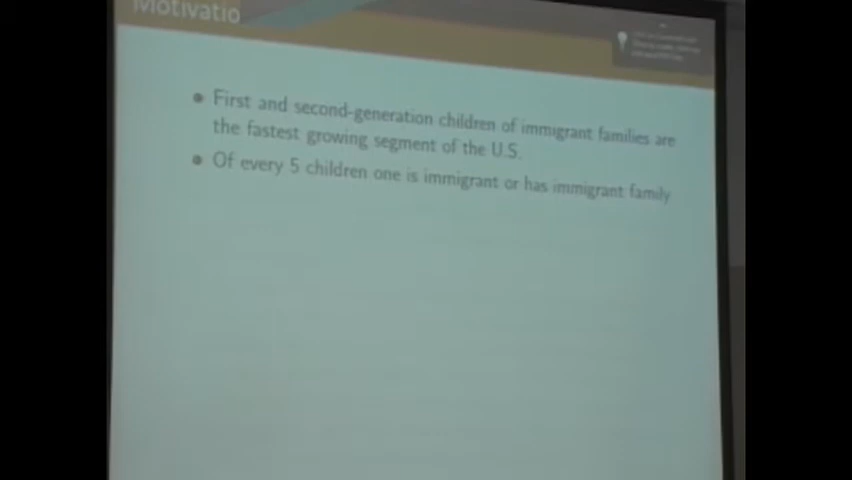 Motivatio
First and second-generation children of immigrant families are
the fastest growing segment of the U.S.
Of every 5 children one is immigrant or has immigrant family